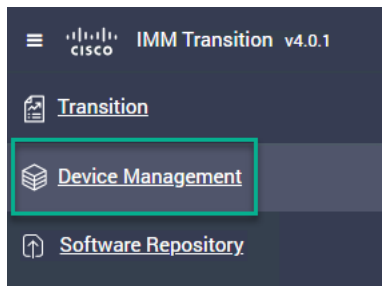 cisco IMM Transition v4.0.1
Transition
Device Management
Software Repository